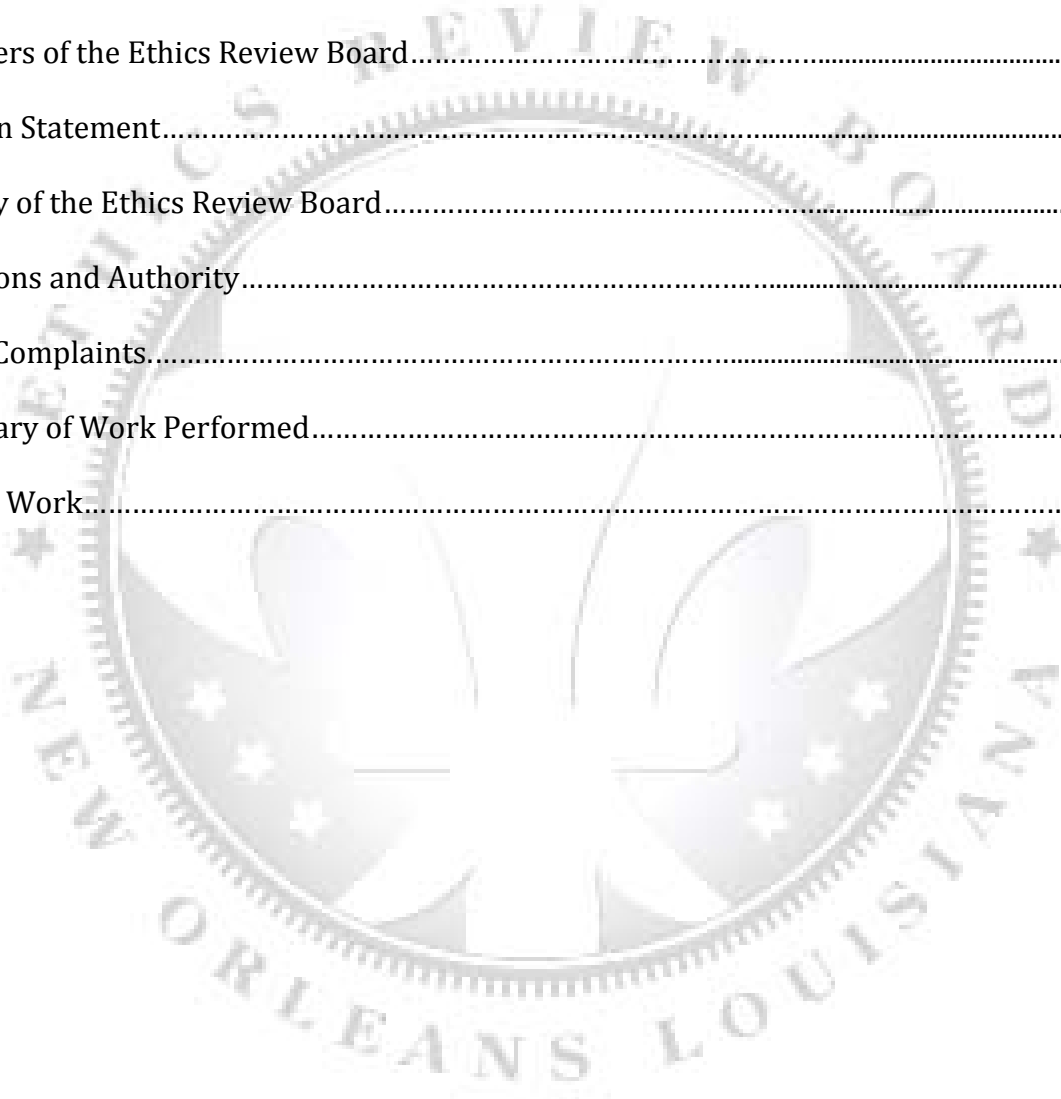 ers of the Ethics Review Board......................................................
n Statement......................................................
y of the Ethics Review Board......................................................
ons and Authority......................................................
Complaints......................................................
ary of Work Performed......................................................
Work......................................................
ETHICS REVIEW BOARD
NEW ORLEANS LOUISIANA